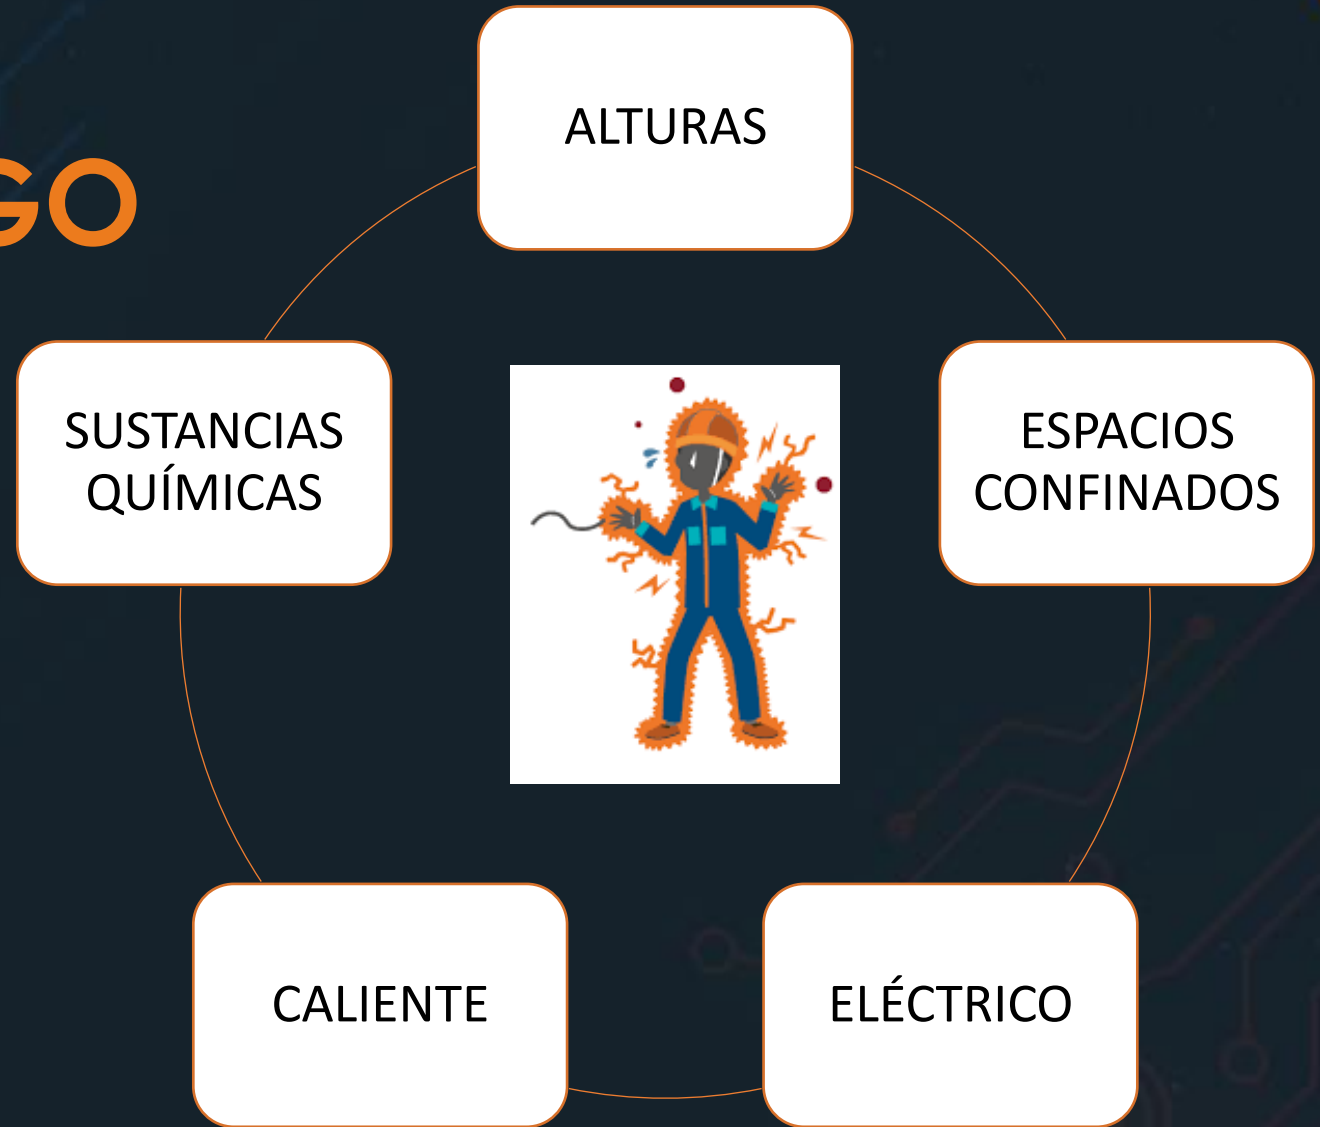 GO
ALTURAS
SUSTANCIAS
QUÍMICAS
ESPACIOS
CONFINADOS
CALIENTE
ELÉCTRICO